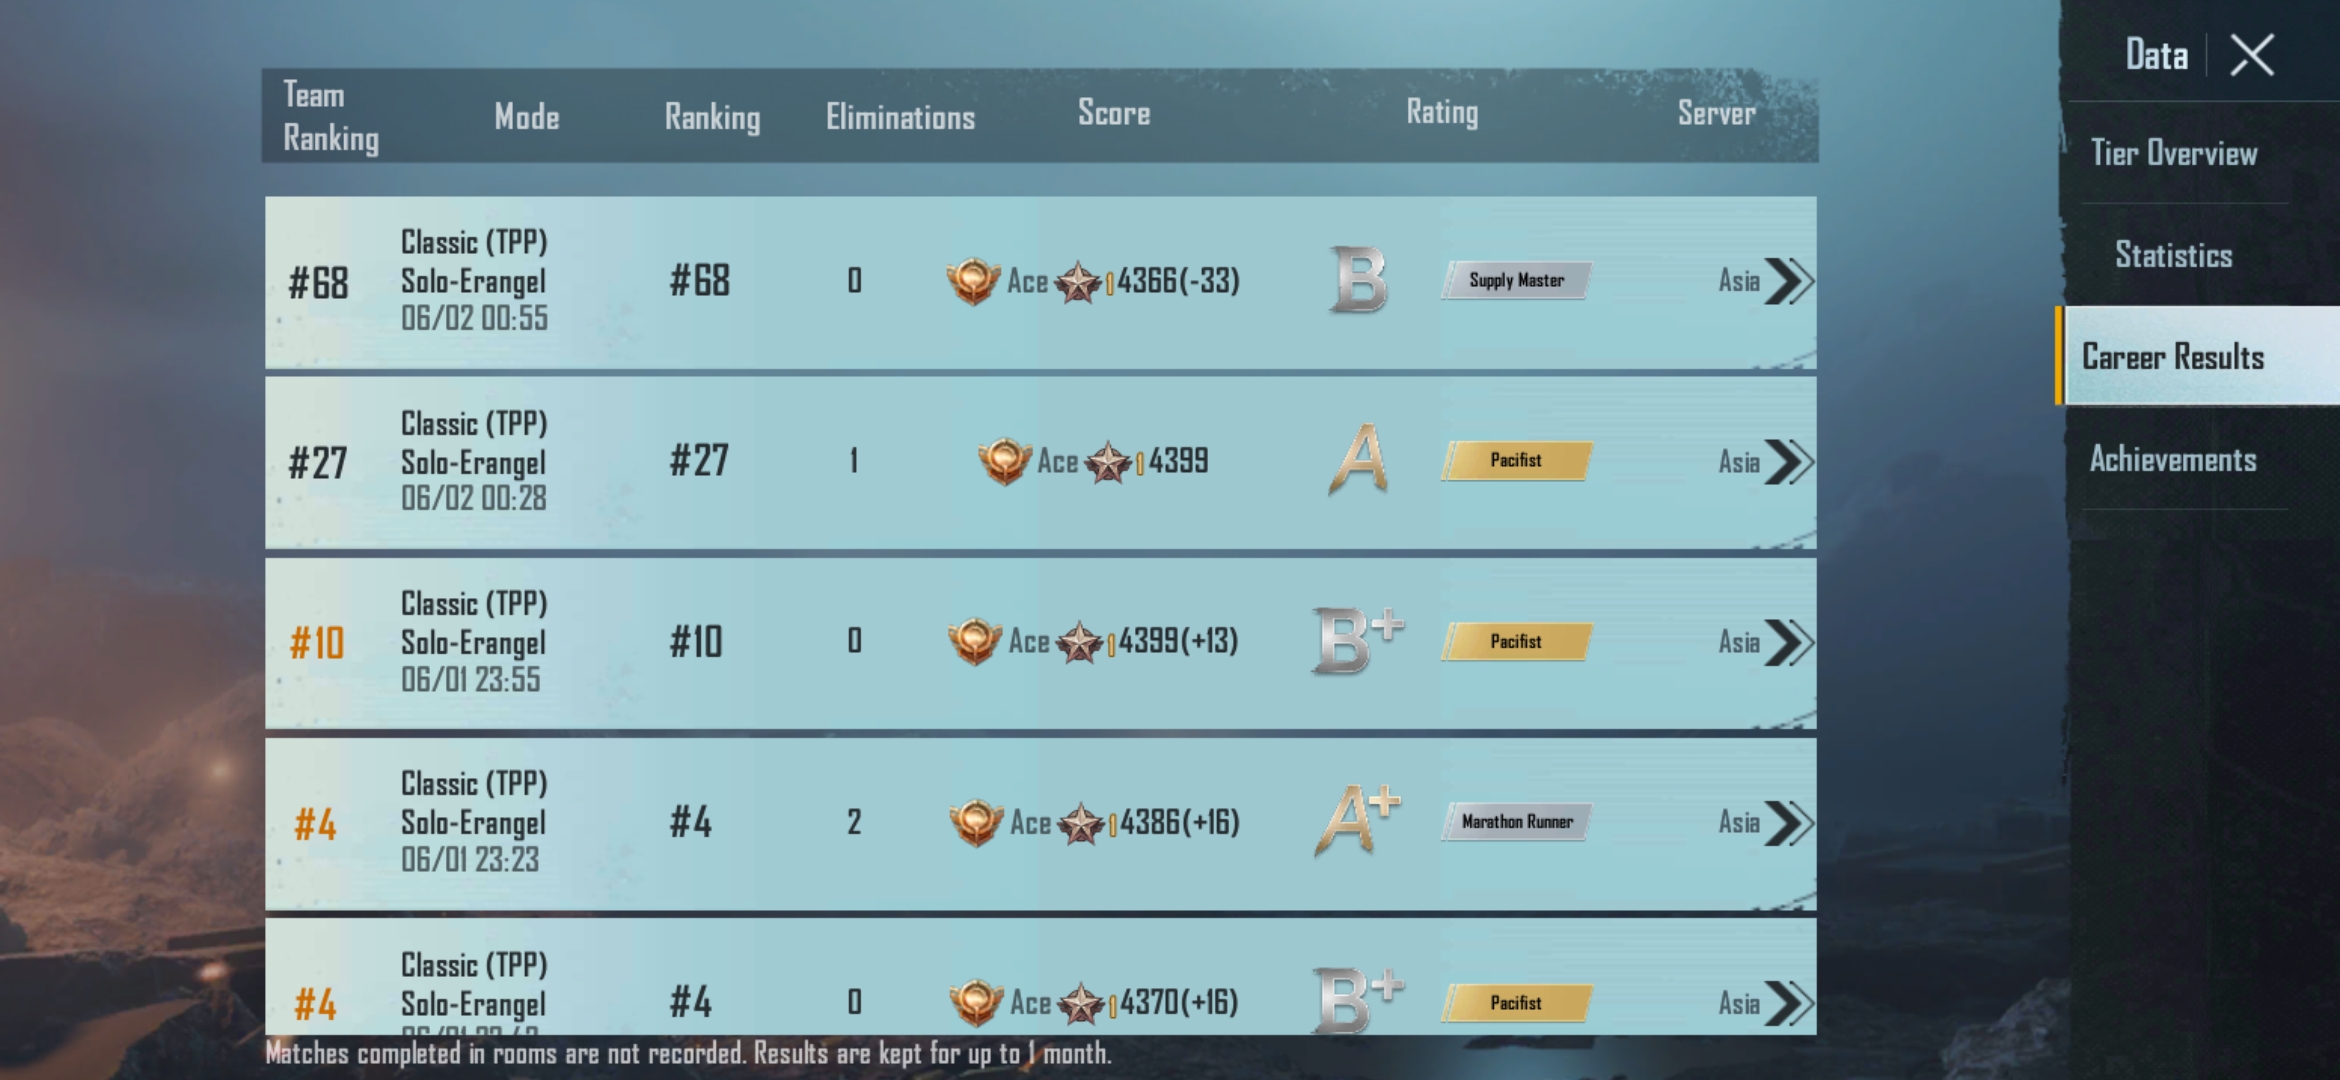 Data
Team Ranking Mode Ranking Eliminations Score Rating Server
Tier Overview
Statistics
Career Results
Achievements
#68
Classic (TPP)
Solo-Erangel
06/02 00:55
#68 0 Ace 1 4366(-33) B Supply Master Asia
#27
Classic (TPP)
Solo-Erangel
06/02 00:28
#27 1 Ace 1 4399 A Pacifist Asia
#10
Classic (TPP)
Solo-Erangel
06/01 23:55
#10 0 Ace 1 4399(+13) B+ Pacifist Asia
#4
Classic (TPP)
Solo-Erangel
06/01 23:23
#4 2 Ace 1 4386(+16) A+ Marathon Runner Asia
#4
Classic (TPP)
Solo-Erangel
#4 0 Ace 1 4370(+16) B+ Pacifist Asia
Matches completed in rooms are not recorded. Results are kept for up to 1 month.